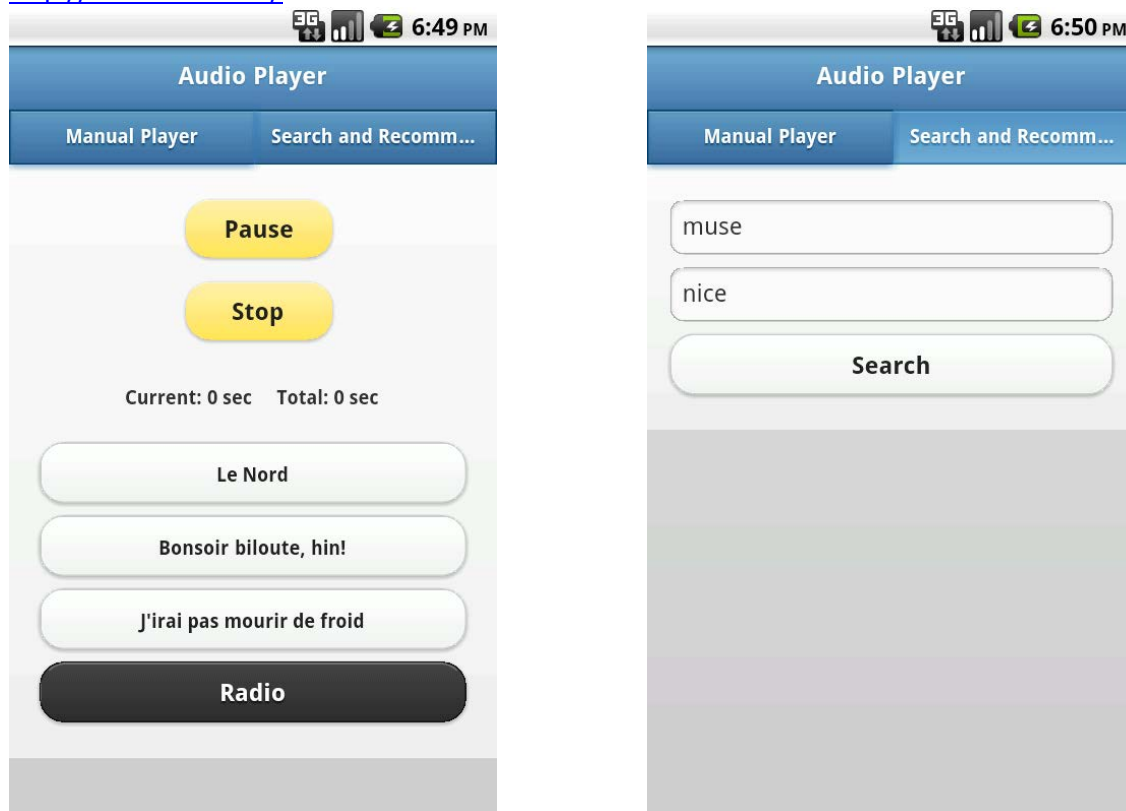 3G 6:49 PM
Audio Player
Manual Player Search and Recomm...
Pause
Stop
Current: 0 sec Total: 0 sec
Le Nord
Bonsoir biloute, hin!
J'irai pas mourir de froid
Radio
3G 6:50 PM
Audio Player
Manual Player Search and Recomm...
muse
nice
Search